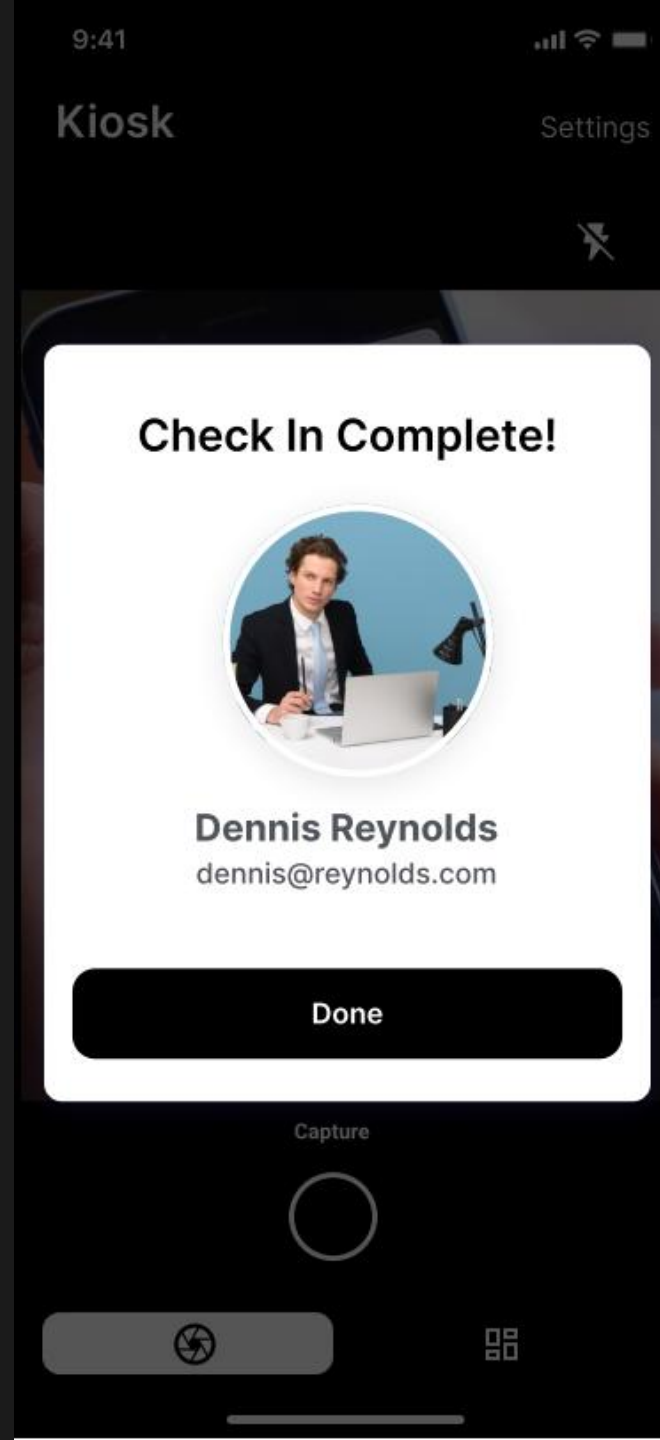 9:41
Kiosk
Settings
Check In Complete!
Dennis Reynolds
dennis@reynolds.com
Done
Capture